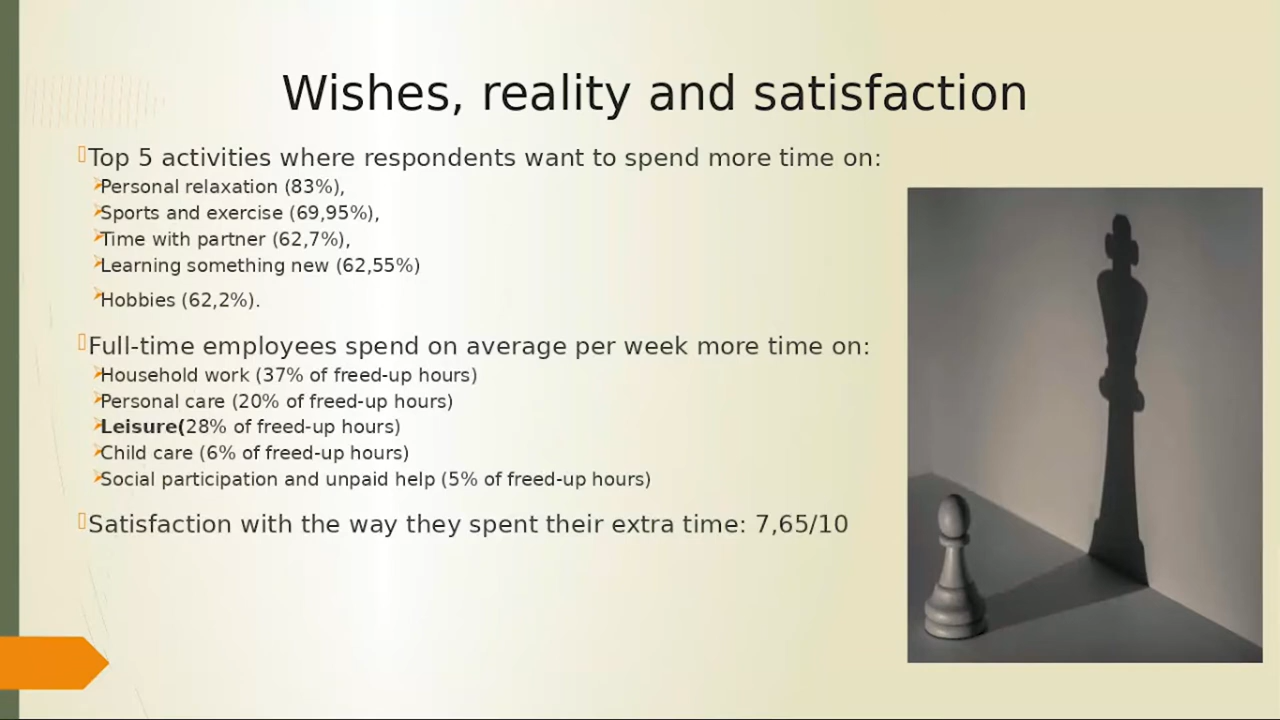 Wishes, reality and satisfaction
Top 5 activities where respondents want to spend more time on:
Personal relaxation (83%),
Sports and exercise (69,95%),
Time with partner (62,7%),
Learning something new (62,55%)
Hobbies (62,2%).
Full-time employees spend on average per week more time on:
Household work (37% of freed-up hours)
Personal care (20% of freed-up hours)
Leisure(28% of freed-up hours)
Child care (6% of freed-up hours)
Social participation and unpaid help (5% of freed-up hours)
Satisfaction with the way they spent their extra time: 7,65/10